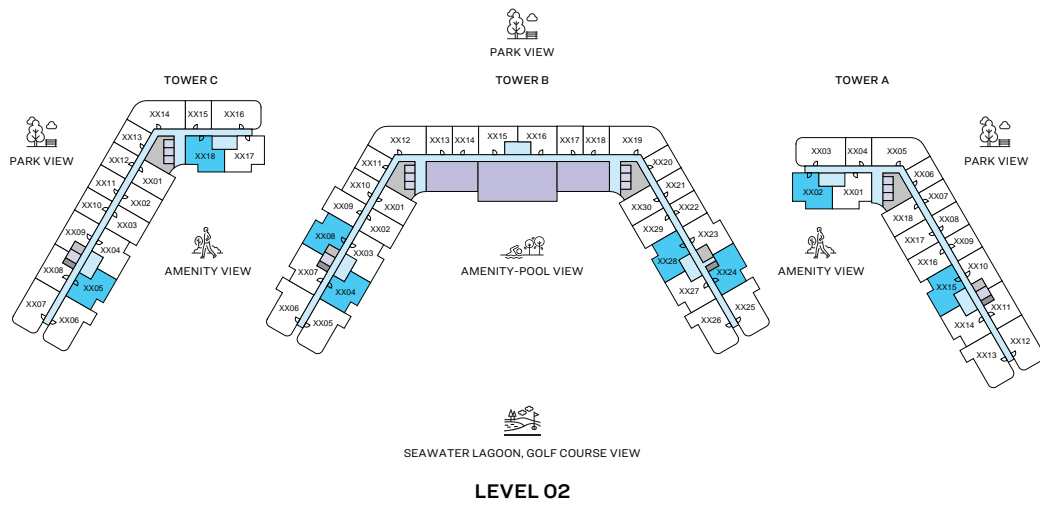 PARK VIEW
TOWER C
TOWER B
TOWER A
XX14
XX15
XX16
XX13
XX12
XX11
XX10
XX09
XX08
XX07
XX18
XX17
XX01
XX02
XX03
XX04
XX05
XX06
PARK VIEW
AMENITY VIEW
XX12
XX13
XX14
XX15
XX16
XX17
XX18
XX19
XX11
XX10
XX09
XX08
XX07
XX06
XX01
XX02
XX03
XX04
XX05
XX20
XX21
XX22
XX23
XX24
XX25
XX30
XX29
XX28
XX27
XX26
AMENITY-POOL VIEW
XX03
XX04
XX05
XX02
XX01
XX06
XX07
XX08
XX09
XX10
XX11
XX12
XX18
XX17
XX16
XX15
XX14
XX13
PARK VIEW
AMENITY VIEW
SEAWATER LAGOON, GOLF COURSE VIEW
LEVEL 02